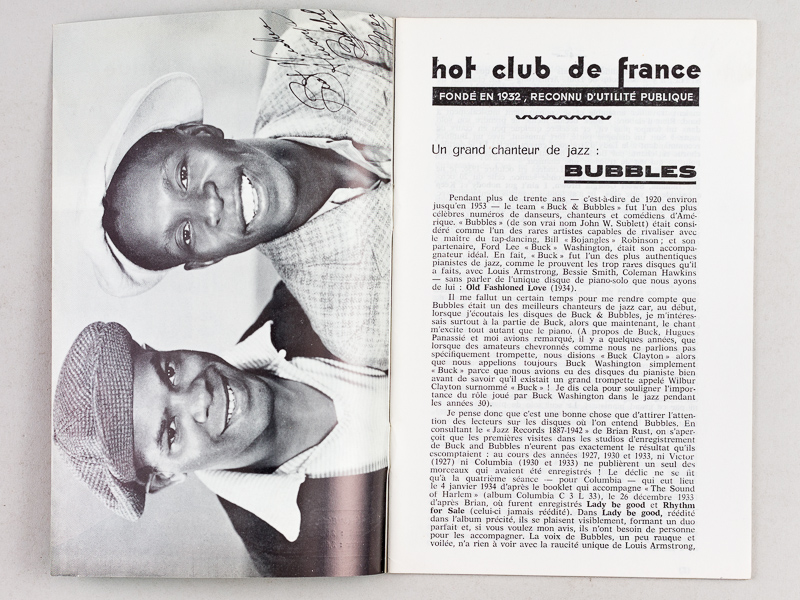 hot club de france
FONDÉ EN 1932, RECONNU D'UTILITÉ PUBLIQUE
Un grand chanteur de jazz :
BUBBLES
Pendant plus de trente ans — c'est-à-dire de 1920 environ
jusqu'en 1953 — le team « Buck & Bubbles » fut l'un des plus
célèbres numéros de danseurs, chanteurs et comédiens d'Amé-
rique. « Bubbles » (de son vrai nom John W. Sublett) était consi-
déré comme l'un des rares artistes capables de rivaliser avec
le maître du tap-dancing, Bill « Bojangles » Robinson ; et son
partenaire, Ford Lee « Buck » Washington, était son accompa-
gnateur idéal. En fait, « Buck » fut l'un des plus authentiques
pianistes de jazz, comme le prouvent les trop rares disques qu'il
a faits, avec Louis Armstrong, Bessie Smith, Coleman Hawkins
— sans parler de l'unique disque de piano-solo que nous ayons
de lui : Old Fashioned Love (1934).
Il me fallut un certain temps pour me rendre compte que
Bubbles était un des meilleurs chanteurs de jazz car, au début,
lorsque j'écoutais les disques de Buck & Bubbles, je m'intéres-
sais surtout à la partie de Buck, alors que maintenant, le chant
m'excite tout autant que le piano. (A propos de Buck, Hugues
Panassié et moi avions remarqué, il y a quelques années, que
lorsque des amateurs chevronnés comme nous ne parlions pas
spécifiquement trompette, nous disions « Buck Clayton » alors
que nous appelions toujours Buck Washington simplement
« Buck » parce que nous avions eu des disques du pianiste bien
avant de savoir qu'il existait un grand trompette appelé Wilbur
Clayton surnommé « Buck » ! Je dis cela pour souligner l'impor-
tance du rôle joué par Buck Washington dans le jazz pendant
les années 30).
Je pense donc que c'est une bonne chose que d'attirer l'atten-
tion des lecteurs sur les disques où l'on entend Bubbles. En
consultant le « Jazz Records 1897-1942 » de Brian Rust, on s'aper-
çoit que les premières visites dans les studios d'enregistrement
de Buck and Bubbles n'eurent pas exactement le résultat qu'ils
escomptaient : au cours des années 1927, 1930 et 1933, ni Victor
(1927) ni Columbia (1930 et 1933) ne publièrent un seul des
morceaux qui avaient été enregistrés ! Le déclic ne se fit
qu'à la quatrième séance — pour Columbia — qui eut lieu
le 4 janvier 1934 d'après le booklet qui accompagne « The Sound
of Harlem » (album Columbia C 3 L 33), le 26 décembre 1933
d'après Brian, où furent enregistrés Lady be good et Rhythm
for Sale (celui-ci jamais réédité). Dans Lady be good, réédité
dans l'album précité, ils se plaisent visiblement, formant un duo
parfait et, si vous voulez mon avis, ils n'ont besoin de personne
pour les accompagner. La voix de Bubbles, un peu rauque et
voilée, n'a rien à voir avec la raucité unique de Louis Armstrong,